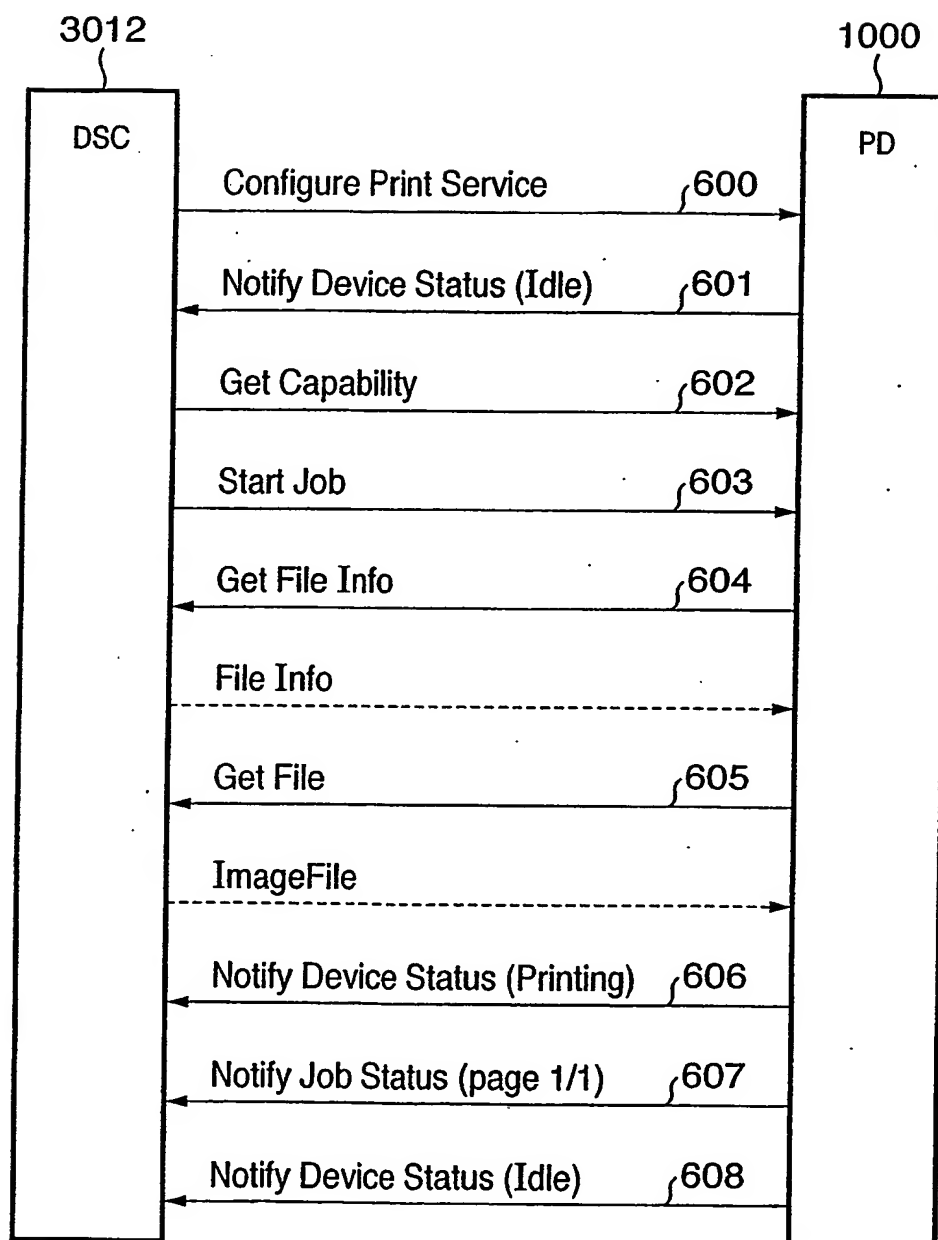 3012
1000
DSC
PD
Configure Print Service
600
Notify Device Status (Idle)
601
Get Capability
602
Start Job
603
Get File Info
604
File Info
Get File
605
ImageFile
Notify Device Status (Printing)
606
Notify Job Status (page 1/1)
607
Notify Device Status (Idle)
608